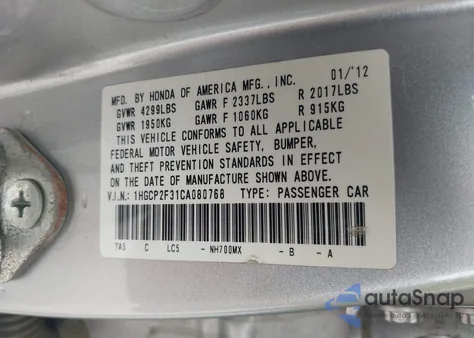 MFD. BY HONDA OF AMERICA MFG., INC. 01/'12
GVWR 4299LBS GAWR F 2337LBS R 2017LBS
GVWR 1950KG GAWR F 1060KG R 915KG
THIS VEHICLE CONFORMS TO ALL APPLICABLE
FEDERAL MOTOR VEHICLE SAFETY, BUMPER,
AND THEFT PREVENTION STANDARDS IN EFFECT
ON THE DATE OF MANUFACTURE SHOWN ABOVE.
V.I.N.: 1HGCP2F31CA080768 TYPE: PASSENGER CAR
TA5 C LC5 - NH700MX - B - A
autoSnap